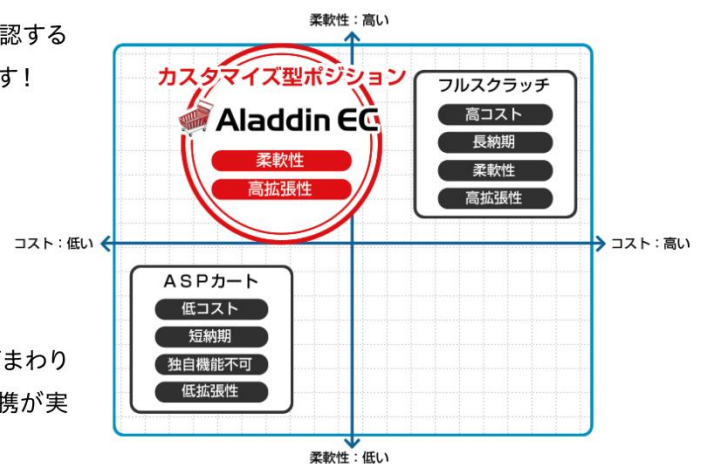 認する
す!
まわり
携が実
柔軟性:高い
カスタマイズ型ポジション
Aladdin EC
柔軟性
高拡張性
フルスクラッチ
高コスト
長納期
柔軟性
高拡張性
コスト:低い
コスト:高い
ASPカート
低コスト
短納期
独自機能不可
低拡張性
柔軟性:低い